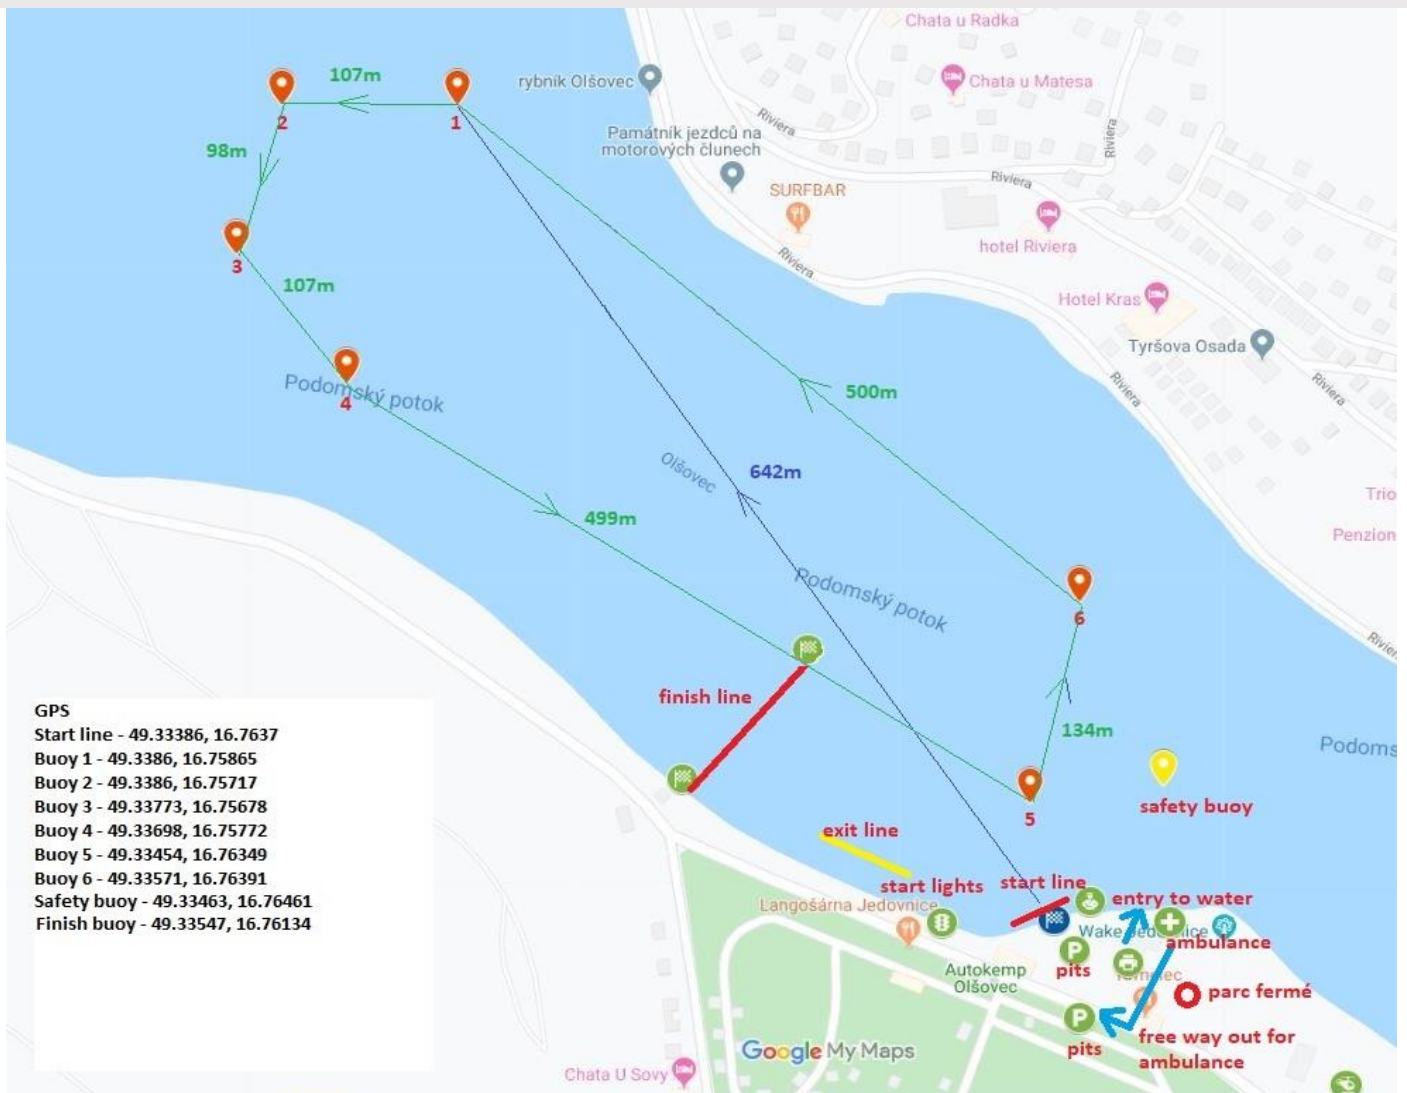 Chata u Radka
107m
rybník Olšovec
Chata u Matesa
2
1
Riviera
Památník jezdců na
motorových člunech
Riviera
98m
Riviera
SURFBAR
hotel Riviera
3
Riviera
107m
Hotel Kras
Tyršova Osada
Podomský potok
4
500m
Riviera
Riviera
Olšovec
642m
Trio
499m
Penzion
Podomský potok
6
finish line
134m
Podoms
safety buoy
5
GPS
Start line - 49.33386, 16.7637
Buoy 1 - 49.3386, 16.75865
Buoy 2 - 49.3386, 16.75717
Buoy 3 - 49.33773, 16.75678
Buoy 4 - 49.33698, 16.75772
Buoy 5 - 49.33454, 16.76349
Buoy 6 - 49.33571, 16.76391
Safety buoy - 49.33463, 16.76461
Finish buoy - 49.33547, 16.76134
exit line
start lights
start line
entry to water
Langošárna Jedovnice
ambulance
P
pits
Autokemp
Olšovec
parc fermé
P
pits
free way out for
ambulance
Google My Maps
Chata U Sovy